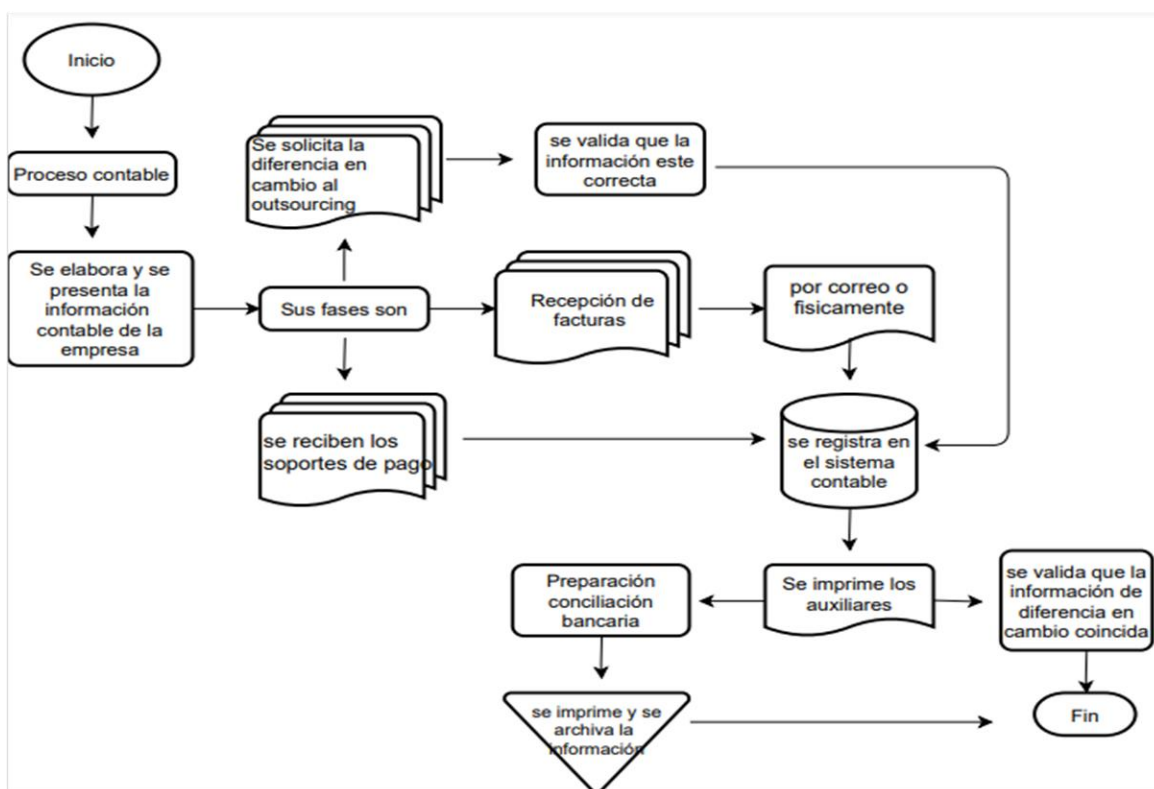 Inicio
Proceso contable
Se elabora y se
presenta la
información
contable de la
empresa
Sus fases son
Se solicita la
diferencia en
cambio al
outsourcing
se valida que la
información este
correcta
Recepción de
facturas
por correo o
fisicamente
se reciben los
soportes de pago
se registra en
el sistema
contable
Se imprime los
auxiliares
Preparación
conciliación
bancaria
se valida que la
información de
diferencia en
cambio coincida
se imprime y se
archiva la
información
Fin